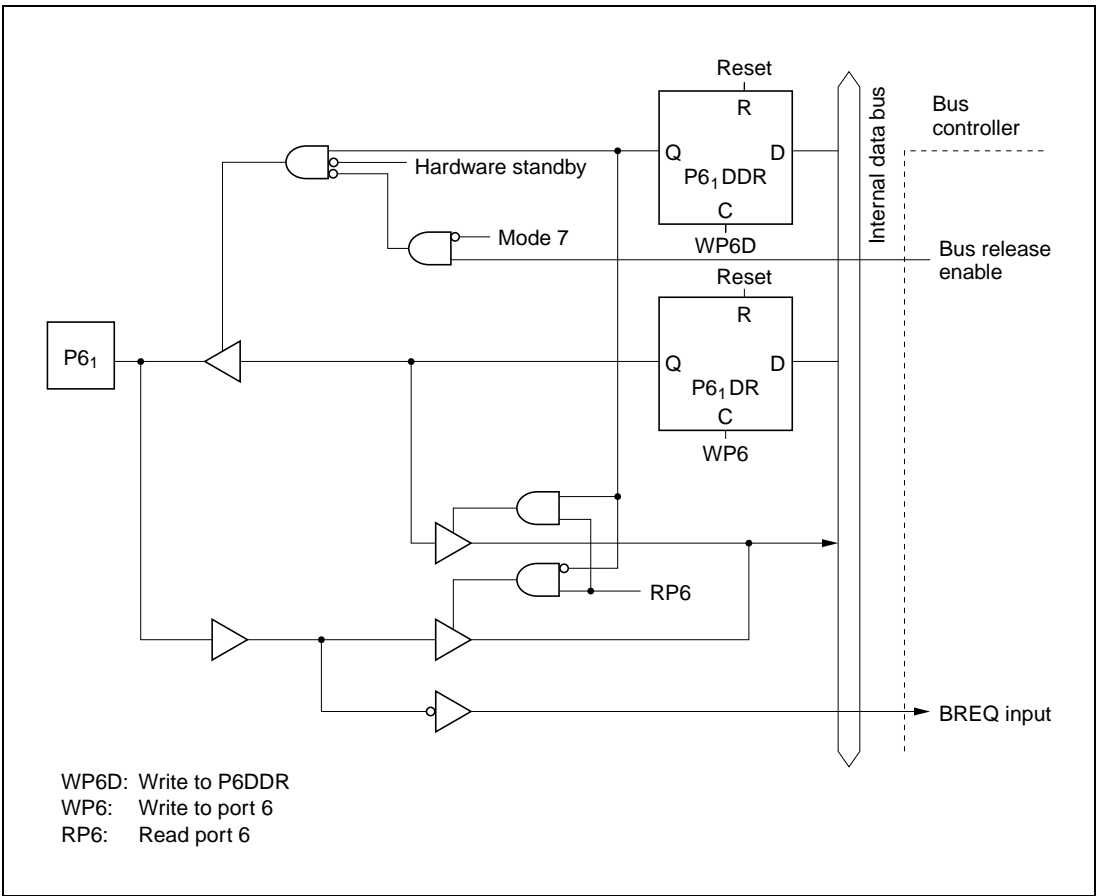 Reset
R
Bus
controller
Internal data bus
Q
D
Hardware standby
P6₁DDR
C
Mode 7
WP6D
Bus release
enable
Reset
R
P6₁
Q
D
P6₁DR
C
WP6
RP6
BREQ input
WP6D: Write to P6DDR
WP6: Write to port 6
RP6: Read port 6